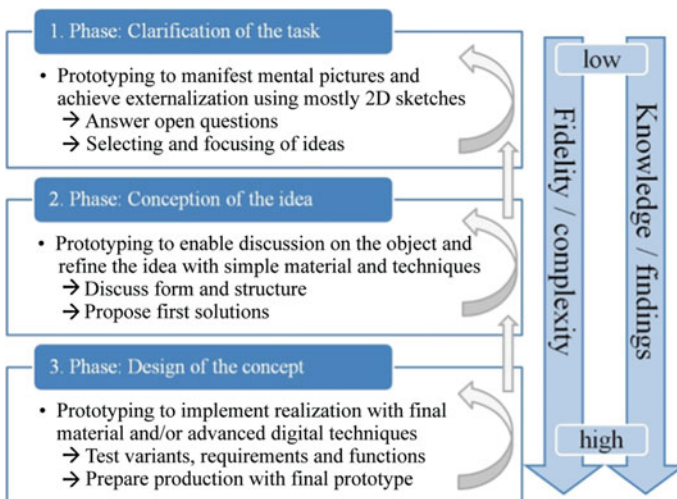 1. Phase: Clarification of the task
• Prototyping to manifest mental pictures and
achieve externalization using mostly 2D sketches
→ Answer open questions
→ Selecting and focusing of ideas
2. Phase: Conception of the idea
• Prototyping to enable discussion on the object and
refine the idea with simple material and techniques
→ Discuss form and structure
→ Propose first solutions
3. Phase: Design of the concept
• Prototyping to implement realization with final
material and/or advanced digital techniques
→ Test variants, requirements and functions
→ Prepare production with final prototype
low
Fidelity / complexity
Knowledge / findings
high